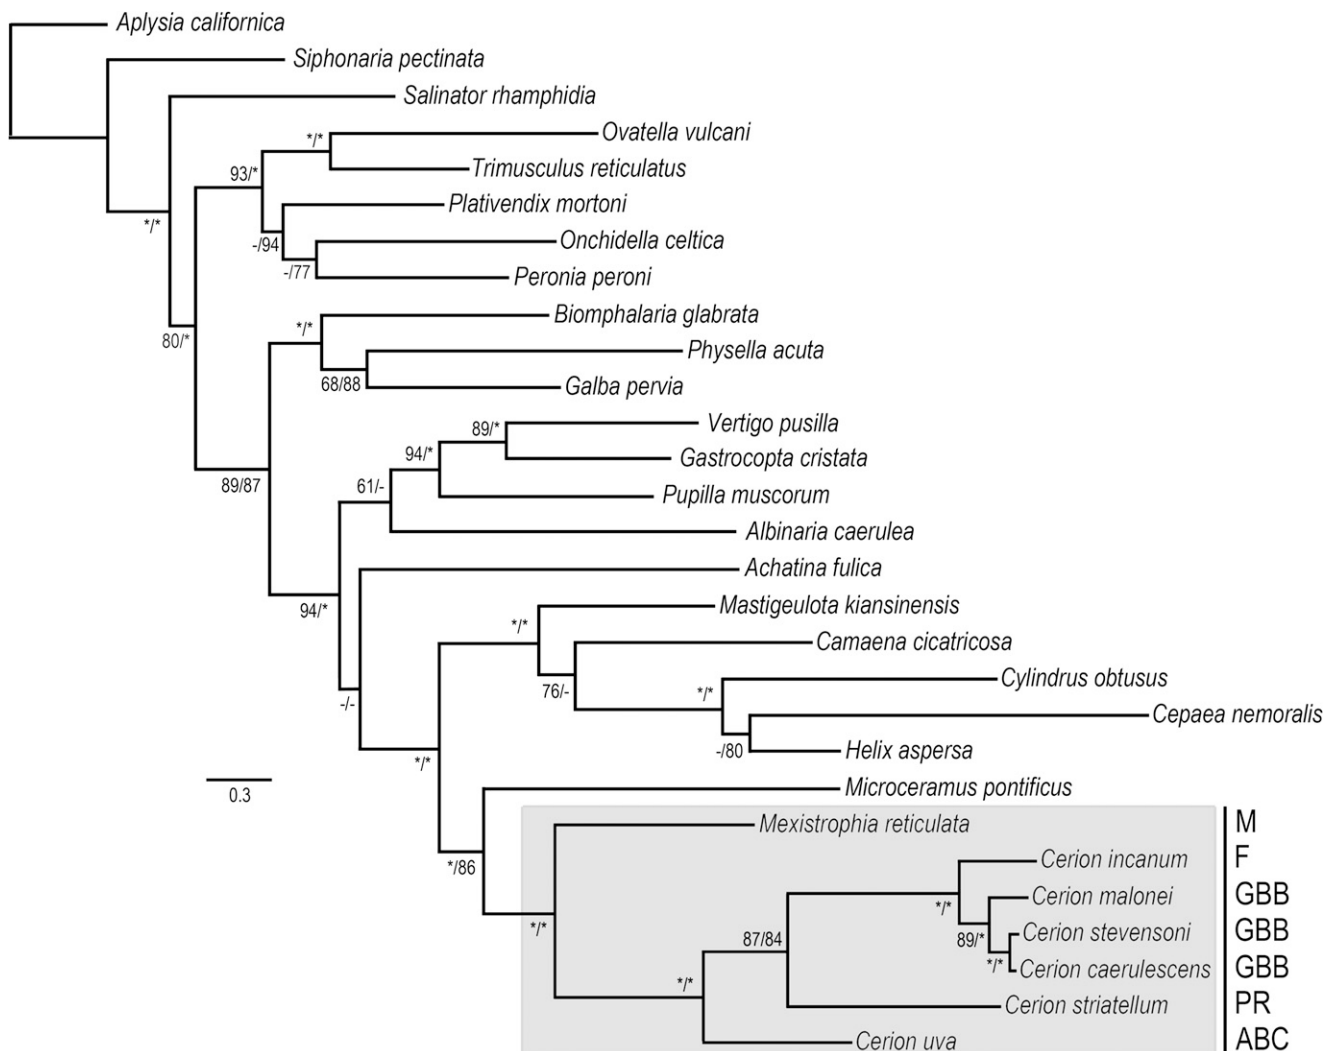 Aplysia californica
Siphonaria pectinata
Salinator rhamphidia
Ovatella vulcani
*/*
Trimusculus reticulatus
93/*
Plativendix mortoni
Onchidella celtica
-/94
-/77
Peronia peroni
*/*
Biomphalaria glabrata
*/*
80/*
Physella acuta
68/88
Galba pervia
Vertigo pusilla
89/*
Gastrocopta cristata
94/*
61/-
Pupilla muscorum
89/87
Albinaria caerulea
Achatina fulica
94/*
Mastigeulota kiansinensis
*/*
Camaena cicatricosa
Cylindrus obtusus
76/-
*/*
-/-
Cepaea nemoralis
-/80
Helix aspersa
*/*
0.3
Microceramus pontificus
Mexistrophia reticulata M
Cerion incanum F
*/86
Cerion malonei GBB
*/*
Cerion stevensoni GBB
*/*
87/84
89/*
Cerion caerulescens GBB
*/*
*/*
Cerion striatellum PR
Cerion uva ABC